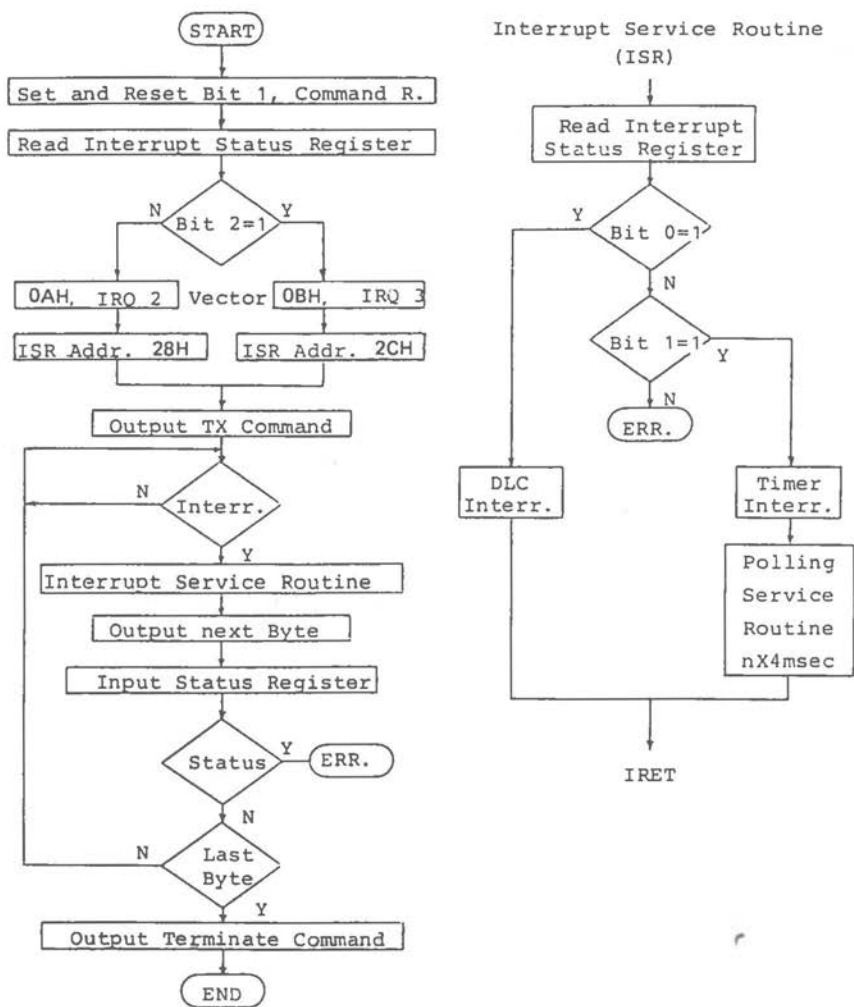 START
Set and Reset Bit 1, Command R.
Read Interrupt Status Register
N
Bit 2=1
Y
0AH, IRQ 2
Vector
0BH, IRQ 3
ISR Addr. 28H
ISR Addr. 2CH
Output TX Command
N
Interr.
Y
Interrupt Service Routine
Output next Byte
Input Status Register
Status
Y
ERR.
N
N
Last
Byte
Y
Output Terminate Command
END
Interrupt Service Routine
(ISR)
Read Interrupt
Status Register
Y
Bit 0=1
N
Bit 1=1
Y
N
ERR.
DLC
Interr.
Timer
Interr.
Polling
Service
Routine
nX4msec
IRET